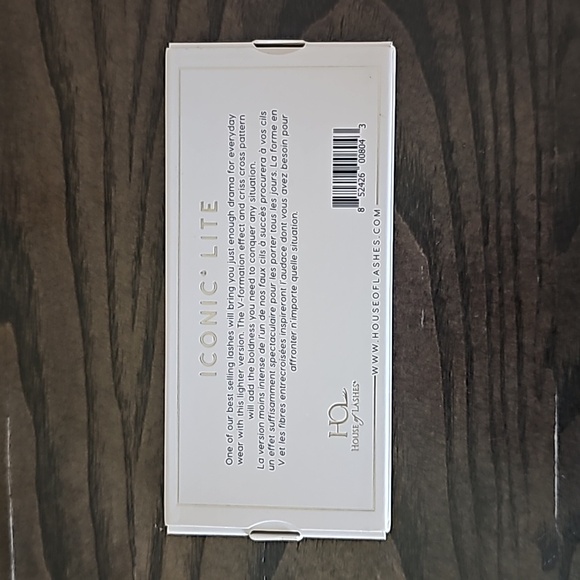 ICONIC® LITE
One of our best selling lashes will bring you just enough drama for everyday
wear with this lighter version. The V-formation effect and criss cross pattern
will add the boldness you need to conquer any situation.
La version moins intense de l'un de nos faux cils à succès procurera à vos cils
un effet suffisamment spectaculaire pour les porter tous les jours. La forme en
V et les fibres entrecroisées inspireront l'audace dont vous avez besoin pour
affronter n'importe quelle situation.
HOL
HOUSE of LASHES™
8 52426 00804 3
WWW.HOUSEOFLASHES.COM